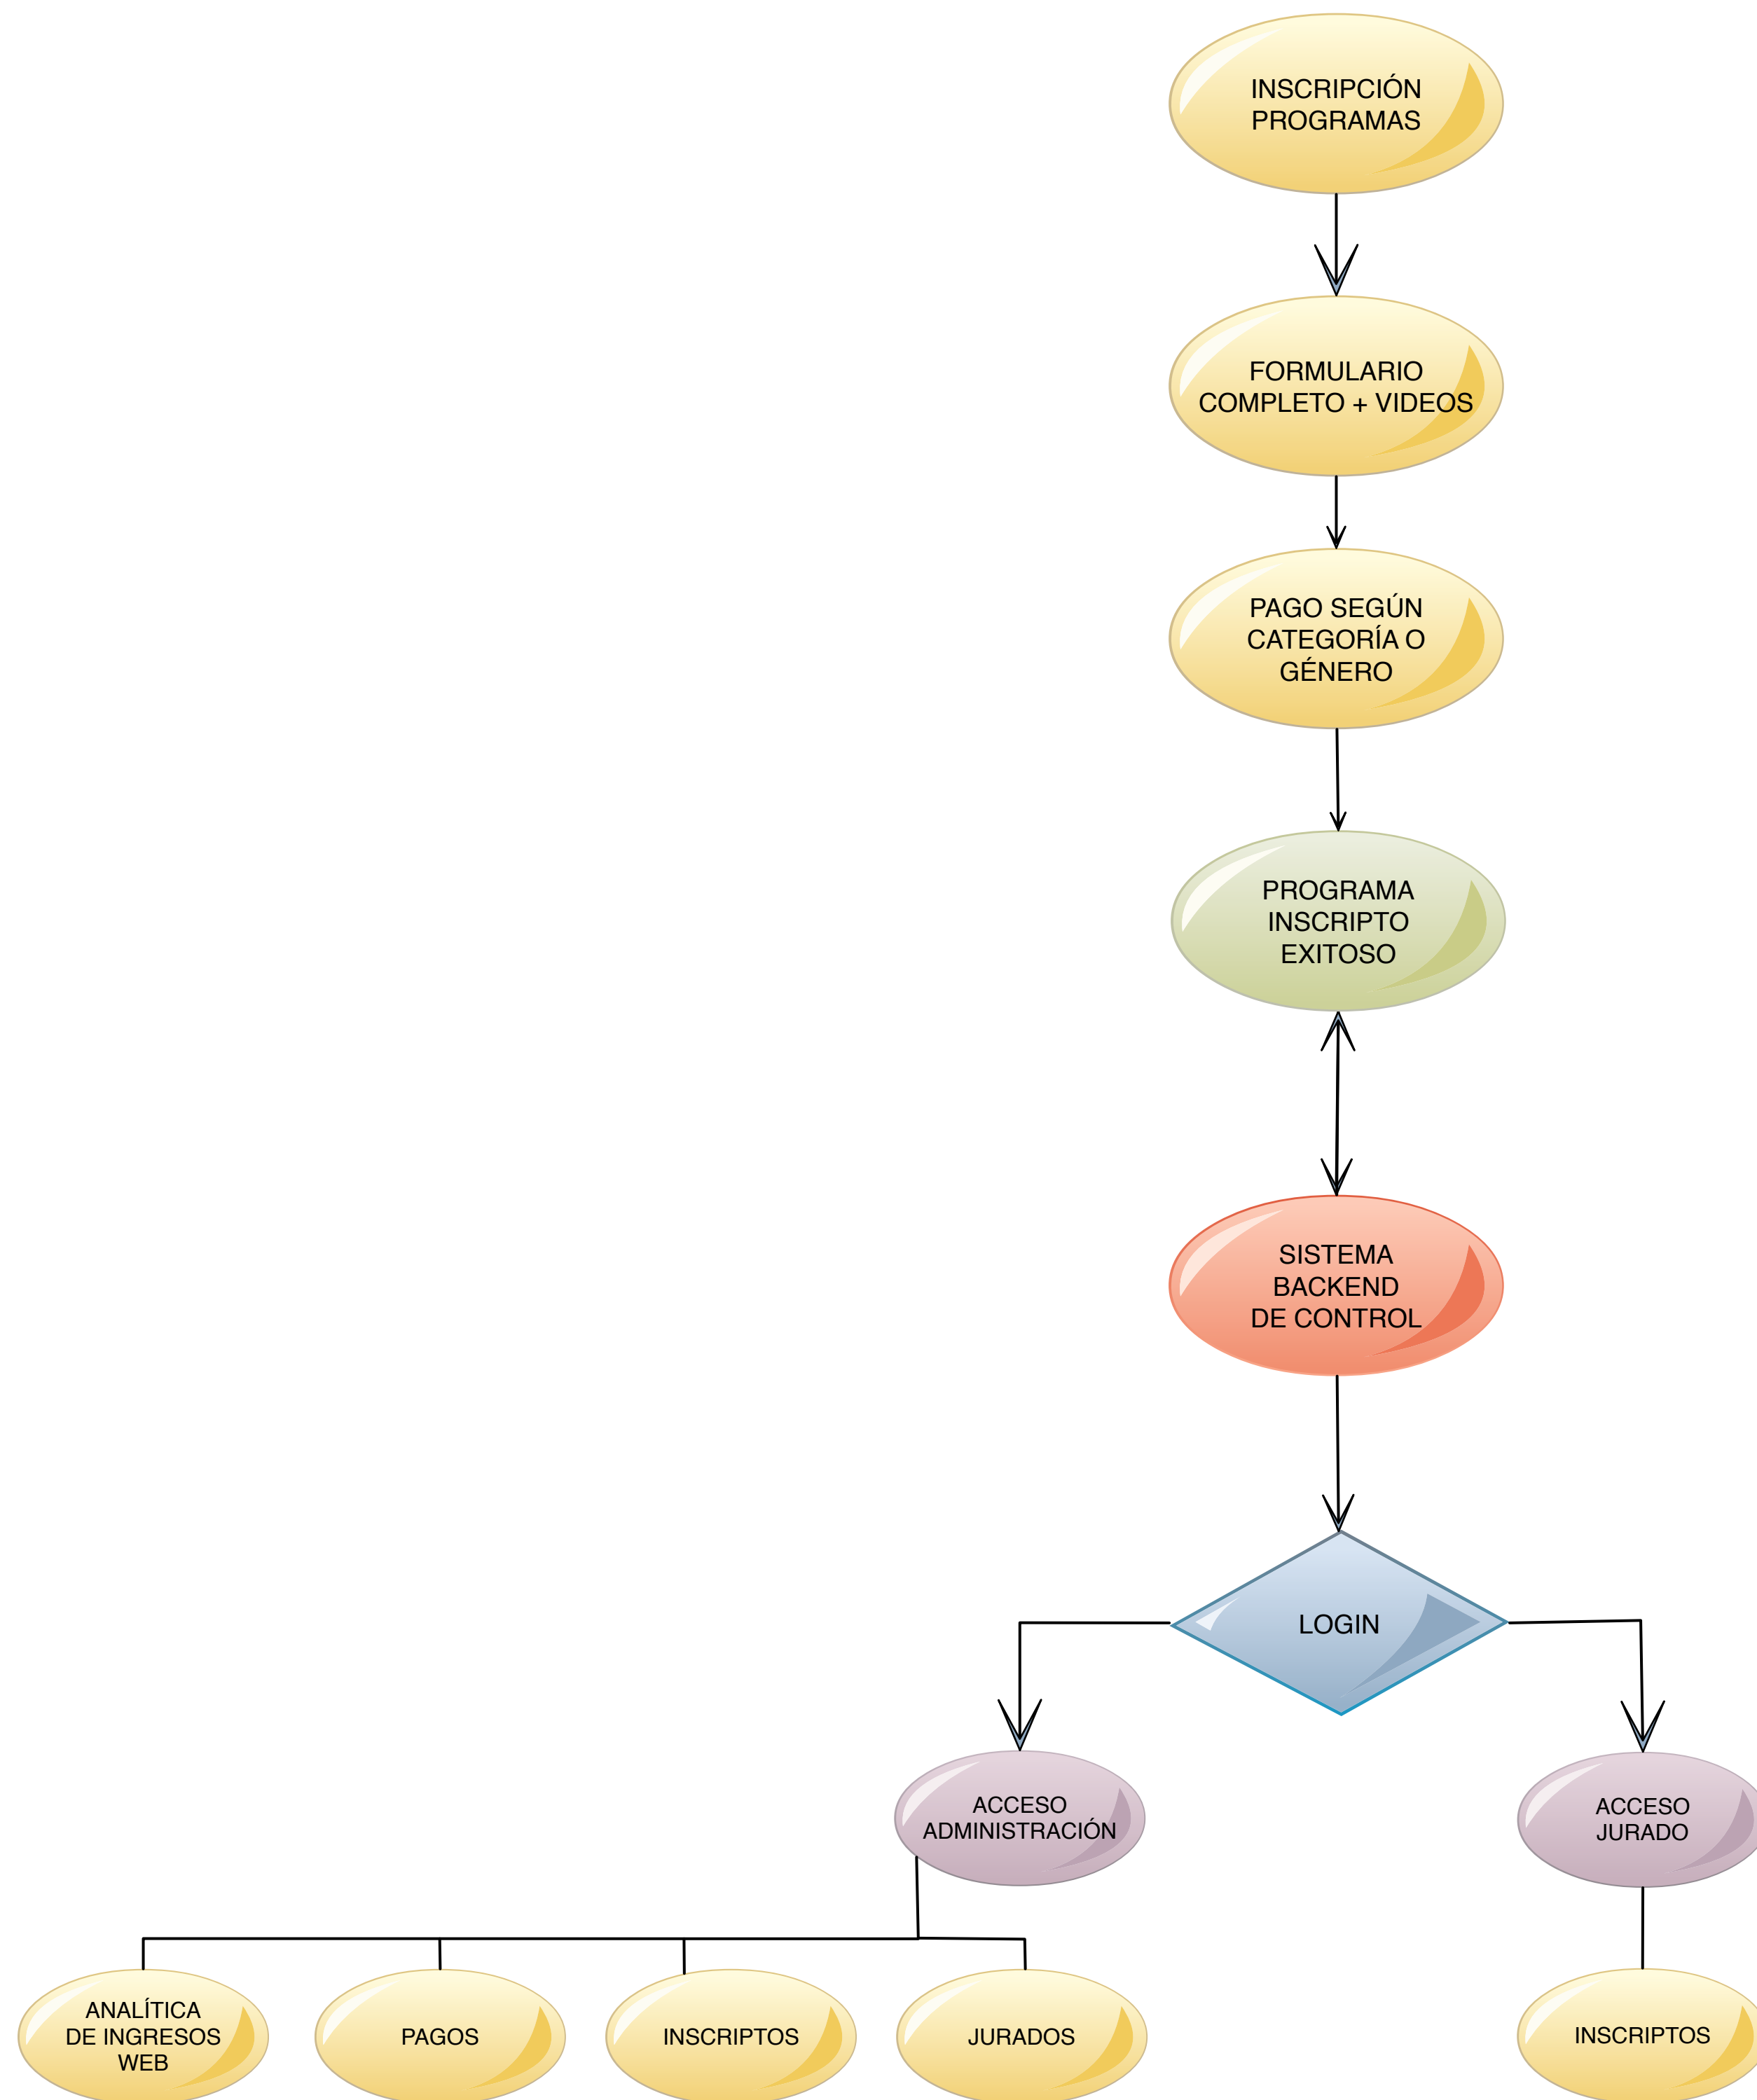 INSCRIPCIÓN
PROGRAMAS
FORMULARIO
COMPLETO + VIDEOS
PAGO SEGÚN
CATEGORÍA O
GÉNERO
PROGRAMA
INSCRIPTO
EXITOSO
SISTEMA
BACKEND
DE CONTROL
LOGIN
ACCESO
ADMINISTRACIÓN
ACCESO
JURADO
ANALÍTICA
DE INGRESOS
WEB
PAGOS
INSCRIPTOS
JURADOS
INSCRIPTOS